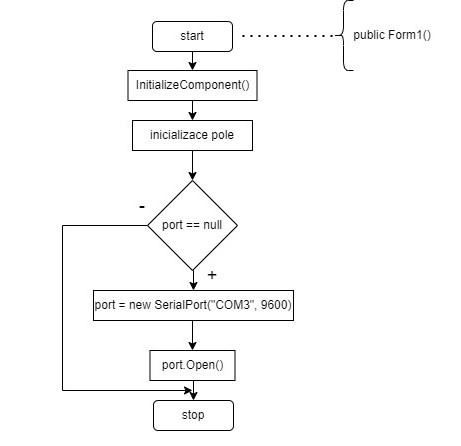 start
public Form1()
InitializeComponent()
inicializace pole
-
port == null
+
port = new SerialPort("COM3", 9600)
port.Open()
stop